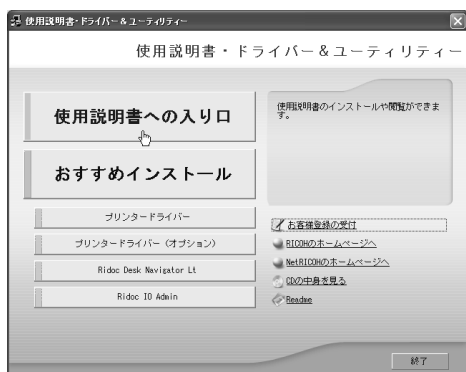 使用説明書・ドライバー＆ユーティリティー
使用説明書・ドライバー＆ユーティリティー
使用説明書への入り口
使用説明書のインストールや閲覧ができま
す。
おすすめインストール
プリンタードライバー
プリンタードライバー（オプション）
Ridoc Desk Navigator Lt
Ridoc IO Admin
お客様登録の受付
RICOHのホームページへ
NetRICOHのホームページへ
CDの中身を見る
Readme
終了